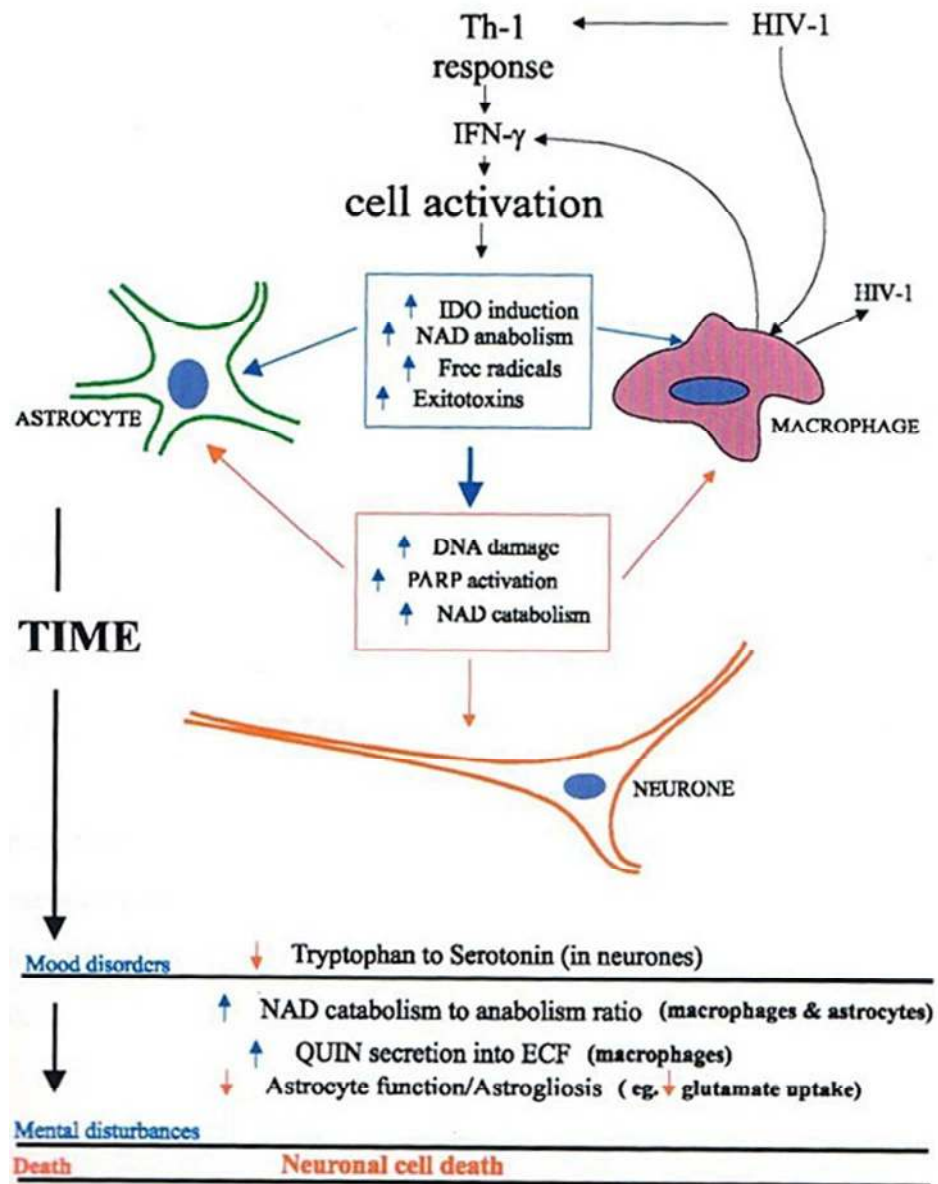 Th-1 response
HIV-1
IFN-γ
cell activation
IDO induction
NAD anabolism
Free radicals
Exitotoxins
HIV-1
ASTROCYTE
MACROPHAGE
DNA damage
PARP activation
NAD catabolism
TIME
NEURONE
Mood disorders
Tryptophan to Serotonin (in neurones)
NAD catabolism to anabolism ratio (macrophages & astrocytes)
QUIN secretion into ECF (macrophages)
Astrocyte function/Astrogliosis ( eg. glutamate uptake)
Mental disturbances
Death Neuronal cell death